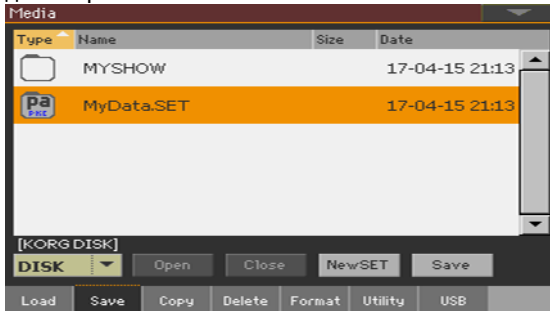 Media
Type Name Size Date
MYSHOW 17-04-15 21:13
Pa PKG MyData.SET 17-04-15 21:13
[KORG DISK]
DISK Open Close NewSET Save
Load Save Copy Delete Format Utility USB